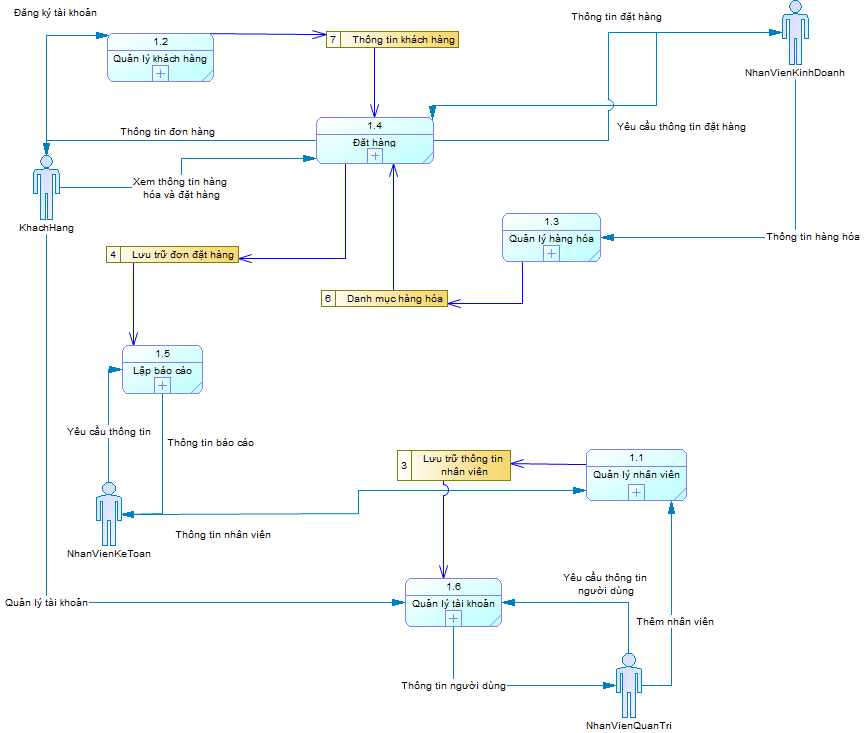 Đăng ký tài khoản
Thông tin đặt hàng
1.2
Quản lý khách hàng
7 Thông tin khách hàng
NhanVienKinhDoanh
1.4
Đặt hàng
Thông tin đơn hàng
Yêu cầu thông tin đặt hàng
Xem thông tin hàng
hóa và đặt hàng
KhachHang
1.3
Quản lý hàng hóa
Thông tin hàng hóa
4 Lưu trữ đơn đặt hàng
6 Danh mục hàng hóa
1.5
Lập báo cáo
Yêu cầu thông tin
Thông tin báo cáo
3 Lưu trữ thông tin
nhân viên
1.1
Quản lý nhân viên
Thông tin nhân viên
NhanVienKeToan
1.6
Quản lý tài khoản
Quản lý tài khoản
Yêu cầu thông tin
người dùng
Thêm nhân viên
Thông tin người dùng
NhanVienQuanTri